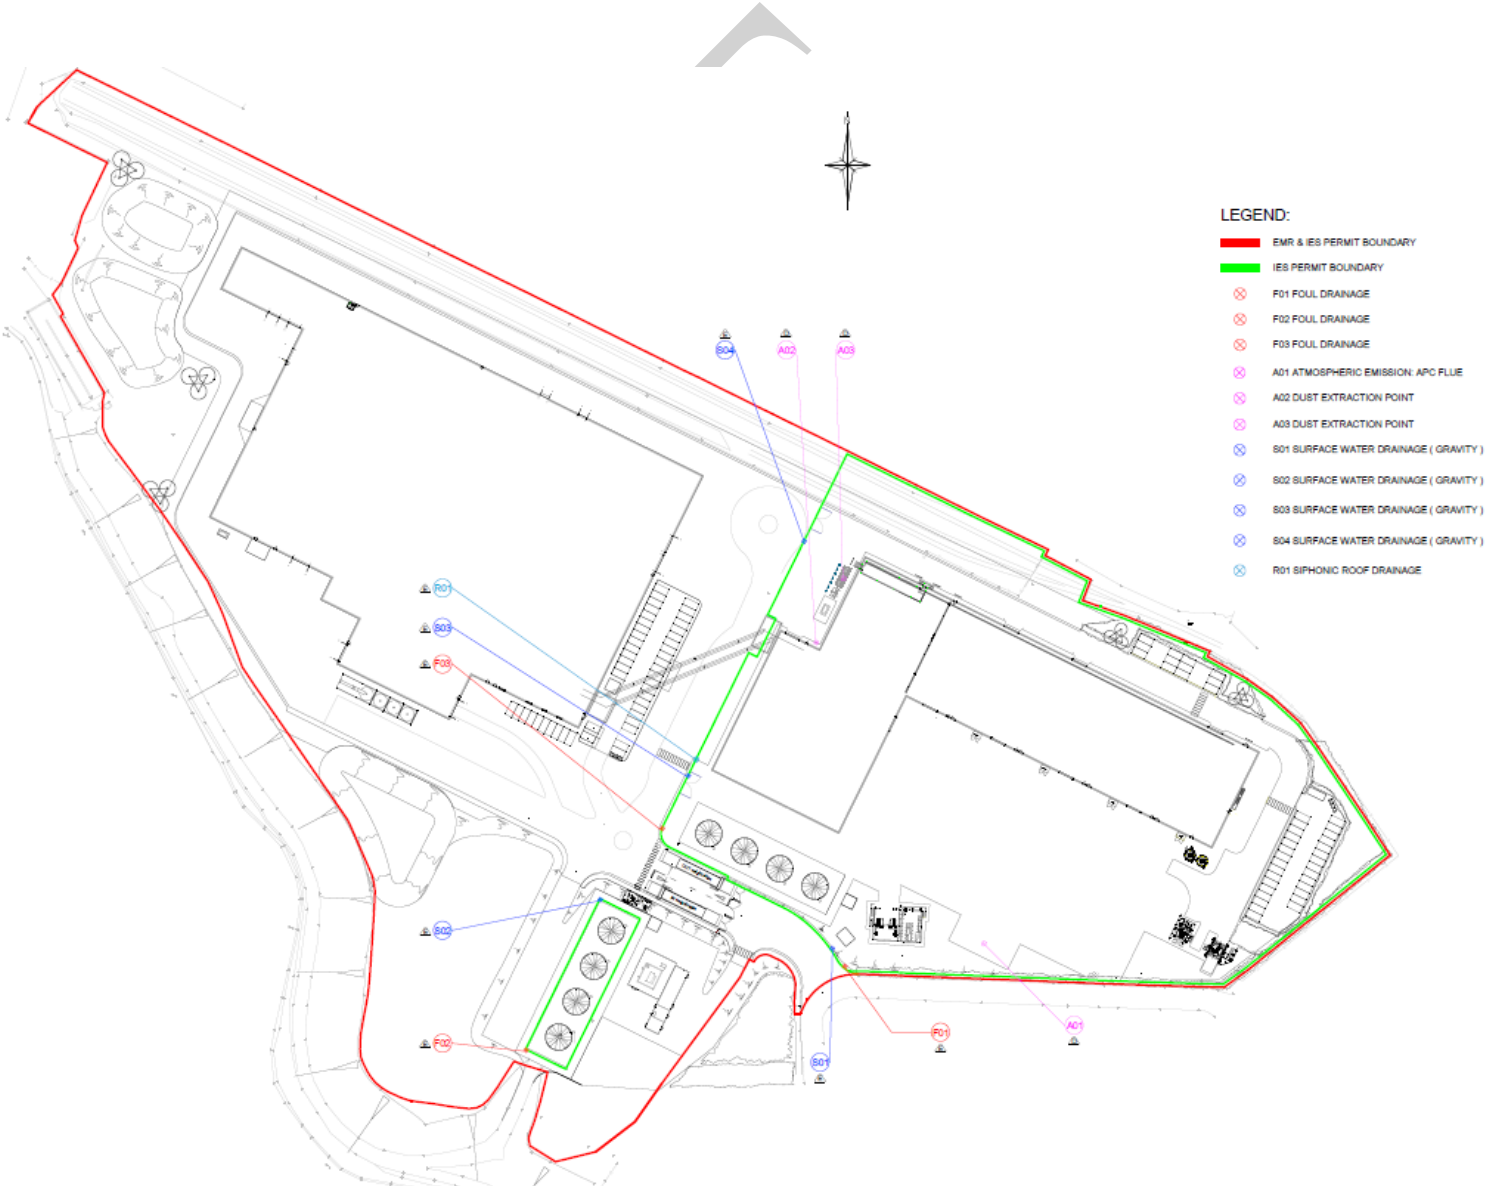 N
LEGEND:
EMR & IES PERMIT BOUNDARY
IES PERMIT BOUNDARY
F01 FOUL DRAINAGE
F02 FOUL DRAINAGE
F03 FOUL DRAINAGE
A01 ATMOSPHERIC EMISSION: APC FLUE
A02 DUST EXTRACTION POINT
A03 DUST EXTRACTION POINT
S01 SURFACE WATER DRAINAGE ( GRAVITY )
S02 SURFACE WATER DRAINAGE ( GRAVITY )
S03 SURFACE WATER DRAINAGE ( GRAVITY )
S04 SURFACE WATER DRAINAGE ( GRAVITY )
R01 SIPHONIC ROOF DRAINAGE
S04
A02
A03
R01
S03
F03
S02
F02
S01
F01
A01